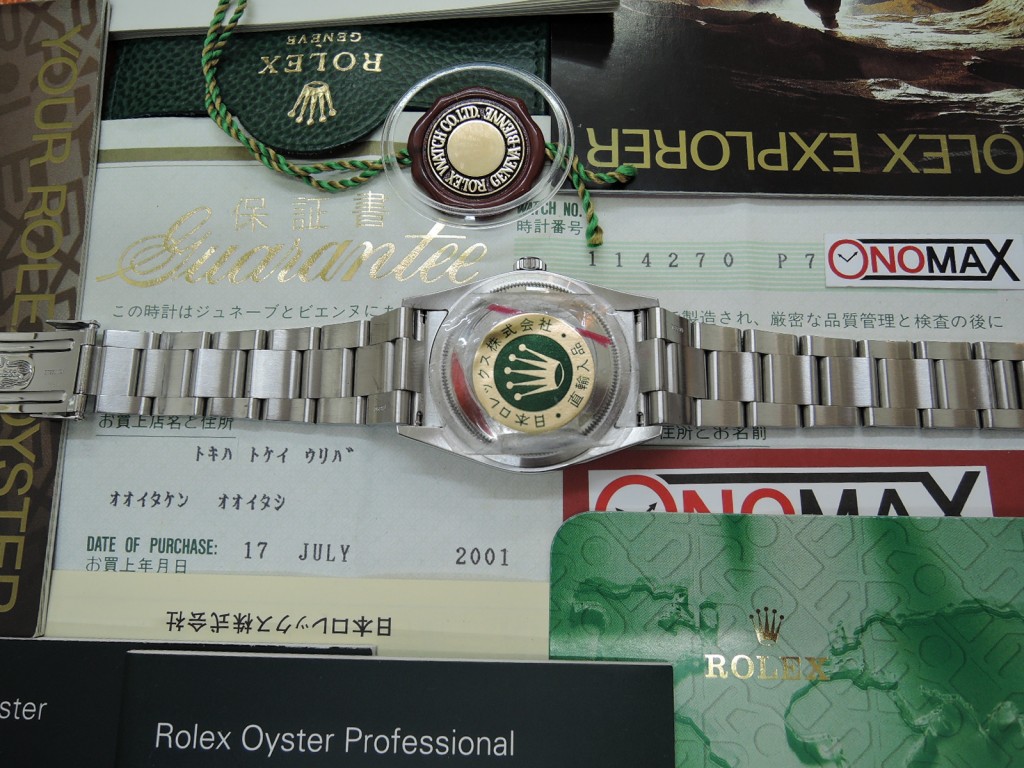 YOUR ROLEX OYSTER
ROLEX
GENÈVE
ROLEX WATCH CO.LTD. GENEVA-BIENNE
ROLEX EXPLORER
保証書
Guarantee
WATCH NO.
時計番号
114270 P7
ONOMAX
この時計はジュネーブとビエンヌに
製造され、厳密な品質管理と検査の後に
日本ロレックス株式会社
直輸入品
お買上店名と住所
住所とお名前
トキハ トケイ ウリバ
オオイタケン オオイタシ
ONOMAX
DATE OF PURCHASE: 17 JULY 2001
お買上年月日
日本ロレックス株式会社
ROLEX
ster
Rolex Oyster Professional